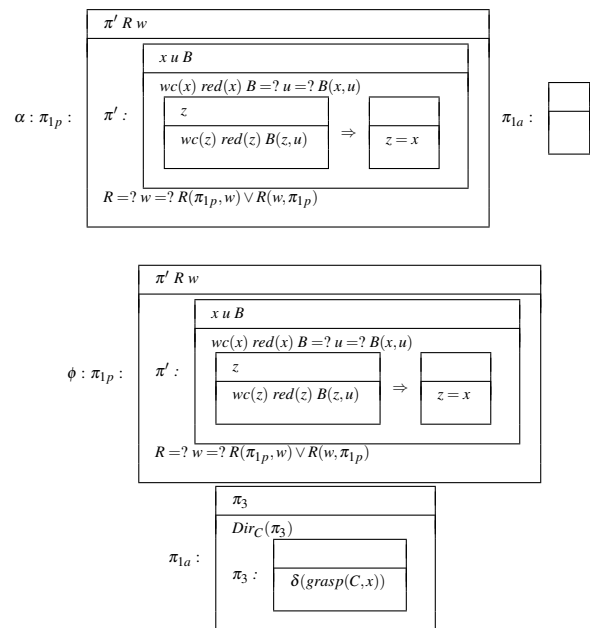 π′ R w
x u B
wc(x) red(x) B =? u =? B(x,u)
z
α : π1p : π′ : ⇒ π1a :
wc(z) red(z) B(z,u) z = x
R =? w =? R(π1p,w) ∨ R(w,π1p)
π′ R w
x u B
wc(x) red(x) B =? u =? B(x,u)
z
ϕ : π1p : π′ : ⇒
wc(z) red(z) B(z,u) z = x
R =? w =? R(π1p,w) ∨ R(w,π1p)
π3
DirC(π3)
π1a :
π3 :
δ(grasp(C,x))